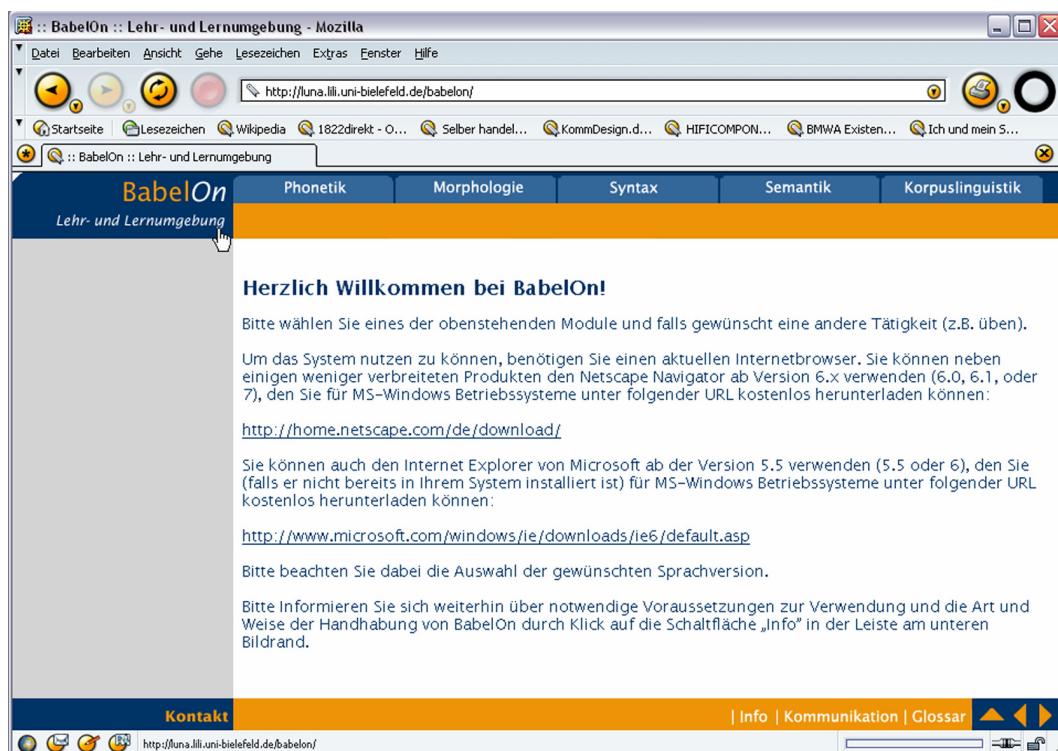 :: BabelOn :: Lehr- und Lernumgebung - Mozilla
Datei Bearbeiten Ansicht Gehe Lesezeichen Extras Fenster Hilfe
http://luna.lili.uni-bielefeld.de/babelon/
Startseite Lesezeichen Wikipedia 1822direkt - O... Selber handel... KommDesign.d... HIFICOMPON... BMWA Existen... Ich und mein S...
:: BabelOn :: Lehr- und Lernumgebung
BabelOn Phonetik Morphologie Syntax Semantik Korpuslinguistik
Lehr- und Lernumgebung
Herzlich Willkommen bei BabelOn!
Bitte wählen Sie eines der obenstehenden Module und falls gewünscht eine andere Tätigkeit (z.B. üben).
Um das System nutzen zu können, benötigen Sie einen aktuellen Internetbrowser. Sie können neben
einigen weniger verbreiteten Produkten den Netscape Navigator ab Version 6.x verwenden (6.0, 6.1, oder
7), den Sie für MS-Windows Betriebssysteme unter folgender URL kostenlos herunterladen können:
http://home.netscape.com/de/download/
Sie können auch den Internet Explorer von Microsoft ab der Version 5.5 verwenden (5.5 oder 6), den Sie
(falls er nicht bereits in Ihrem System installiert ist) für MS-Windows Betriebssysteme unter folgender URL
kostenlos herunterladen können:
http://www.microsoft.com/windows/ie/downloads/ie6/default.asp
Bitte beachten Sie dabei die Auswahl der gewünschten Sprachversion.
Bitte Informieren Sie sich weiterhin über notwendige Voraussetzungen zur Verwendung und die Art und
Weise der Handhabung von BabelOn durch Klick auf die Schaltfläche „Info" in der Leiste am unteren
Bildrand.
Kontakt | Info | Kommunikation | Glossar
http://luna.lili.uni-bielefeld.de/babelon/